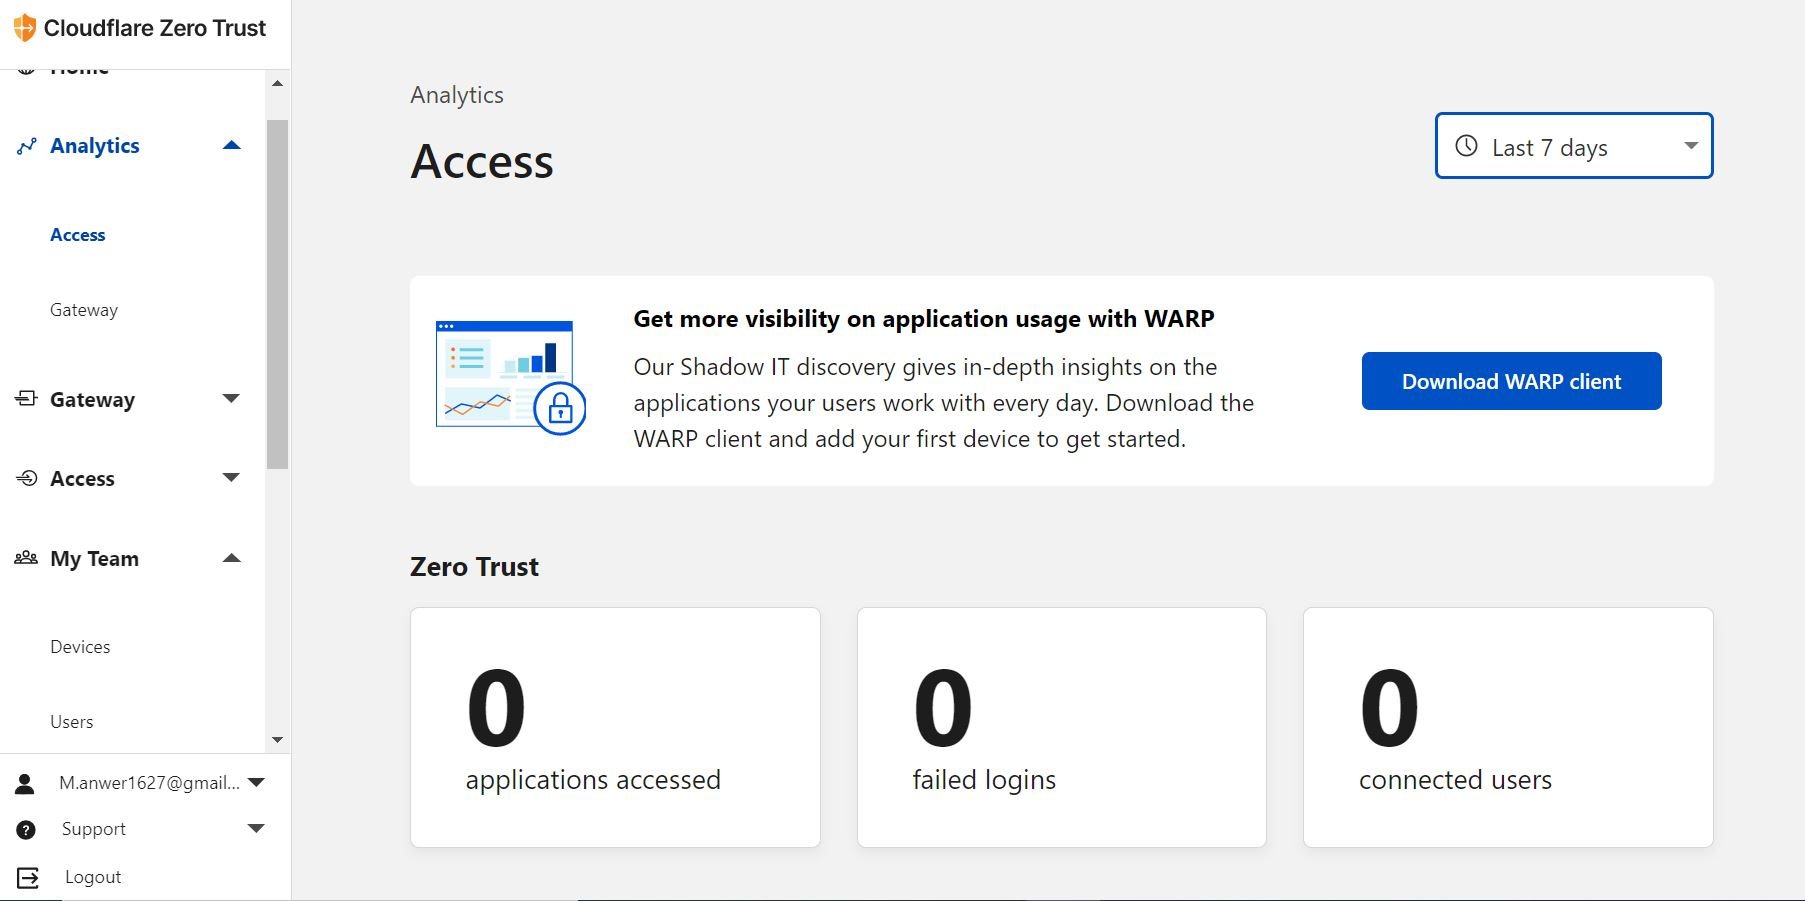 Cloudflare Zero Trust
Home
Analytics
Access
Gateway
Gateway
Access
My Team
Devices
Users
M.anwer1627@gmail...
Support
Logout
Analytics
Access
Last 7 days
Get more visibility on application usage with WARP
Our Shadow IT discovery gives in-depth insights on the
applications your users work with every day. Download the
WARP client and add your first device to get started.
Download WARP client
Zero Trust
0
applications accessed
0
failed logins
0
connected users